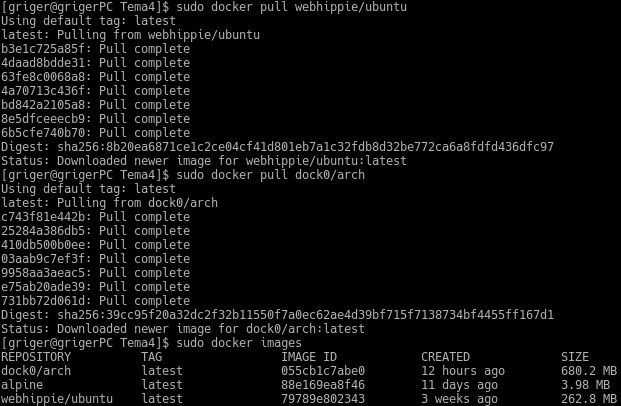 [griger@grigerPC Tema4]$ sudo docker pull webhippie/ubuntu
Using default tag: latest
latest: Pulling from webhippie/ubuntu
b3e1c725a85f: Pull complete
4daad8bdde31: Pull complete
63fe8c0068a8: Pull complete
4a70713c436f: Pull complete
bd842a2105a8: Pull complete
8e5dfceeecb9: Pull complete
6b5cfe740b70: Pull complete
Digest: sha256:8b20ea6871ce1c2ce04cf41d801eb7a1c32fdb8d32be772ca6a8fdfd436dfc97
Status: Downloaded newer image for webhippie/ubuntu:latest
[griger@grigerPC Tema4]$ sudo docker pull dock0/arch
Using default tag: latest
latest: Pulling from dock0/arch
c743f81e442b: Pull complete
25284a386db5: Pull complete
410db500b0ee: Pull complete
03aab9c7ef3f: Pull complete
9958aa3aeac5: Pull complete
e75ab20ade39: Pull complete
731bb72d061d: Pull complete
Digest: sha256:39cc95f20a32dc2f32b11550f7a0ec62ae4d39bf715f7138734bf4455ff167d1
Status: Downloaded newer image for dock0/arch:latest
[griger@grigerPC Tema4]$ sudo docker images
REPOSITORY TAG IMAGE ID CREATED SIZE
dock0/arch latest 055cb1c7abe0 12 hours ago 680.2 MB
alpine latest 88e169ea8f46 11 days ago 3.98 MB
webhippie/ubuntu latest 79789e802343 3 weeks ago 262.8 MB